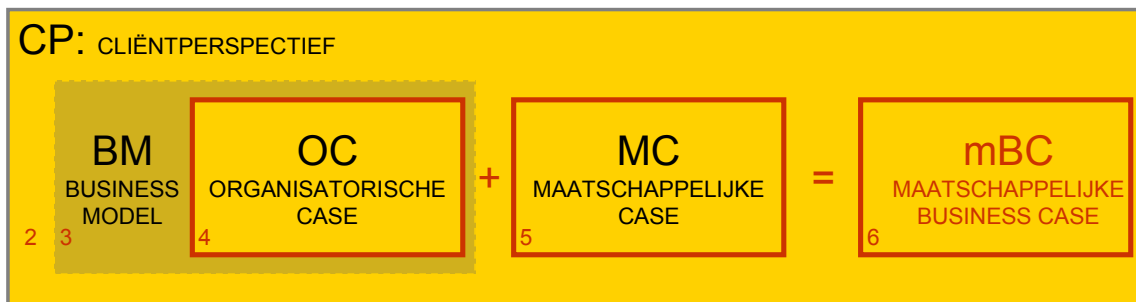 CP: CLIËNTPERSPECTIEF
BM
BUSINESS
MODEL
OC
ORGANISATORISCHE
CASE
+
MC
MAATSCHAPPELIJKE
CASE
=
mBC
MAATSCHAPPELIJKE
BUSINESS CASE
2
3
4
5
6